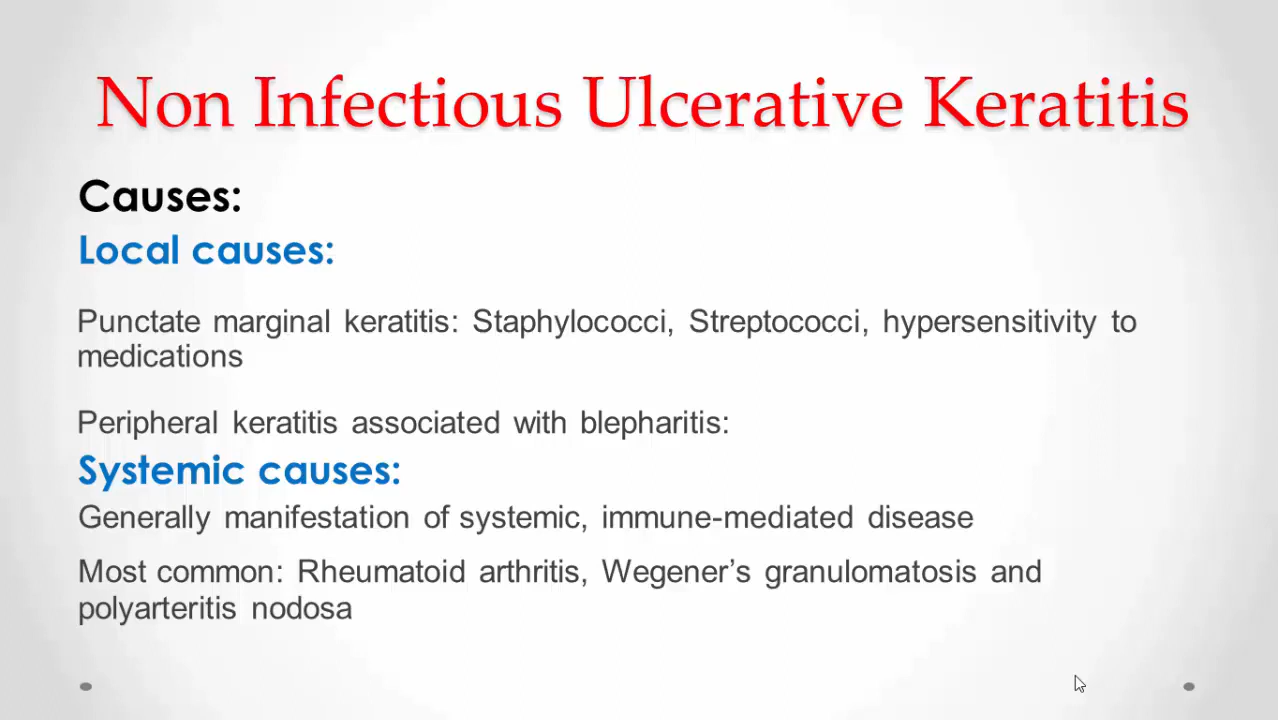 Non Infectious Ulcerative Keratitis
Causes:
Local causes:
Punctate marginal keratitis: Staphylococci, Streptococci, hypersensitivity to
medications
Peripheral keratitis associated with blepharitis:
Systemic causes:
Generally manifestation of systemic, immune-mediated disease
Most common: Rheumatoid arthritis, Wegener’s granulomatosis and
polyarteritis nodosa